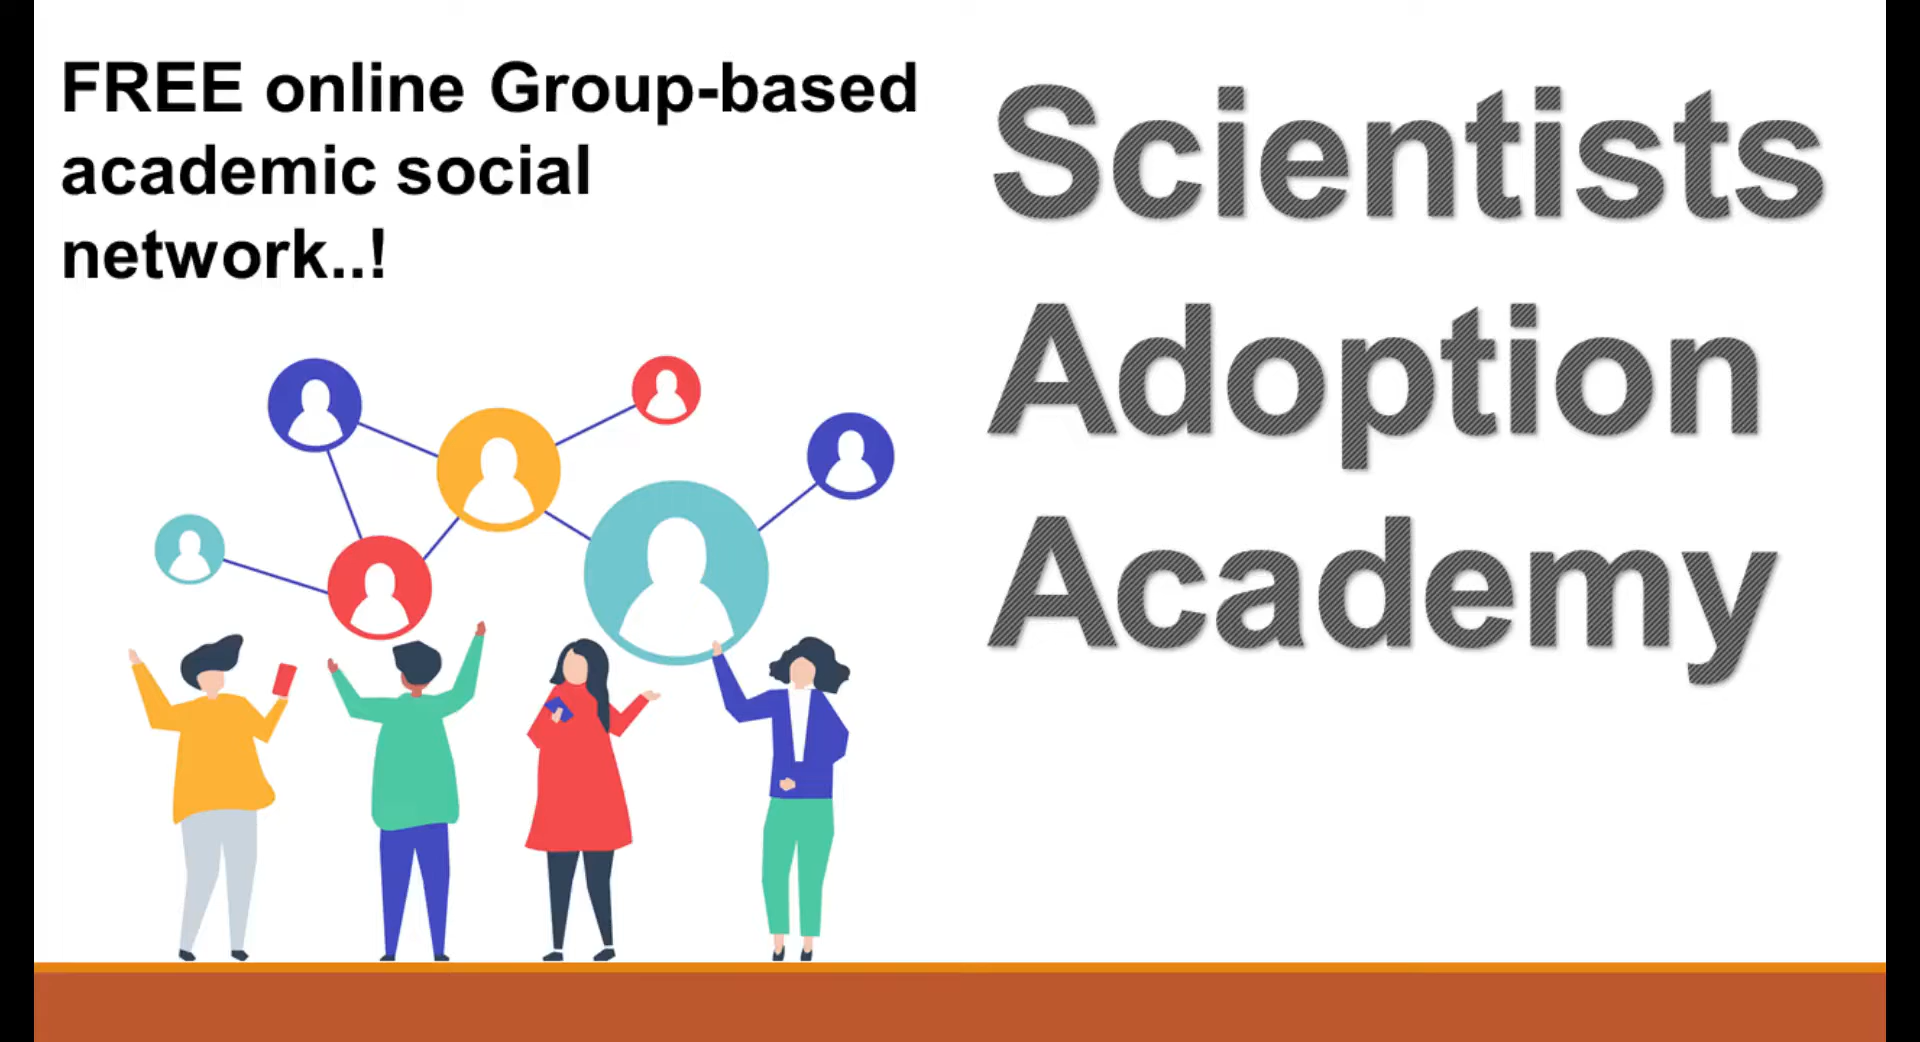 FREE online Group-based
academic social
network..!
Scientists
Adoption
Academy